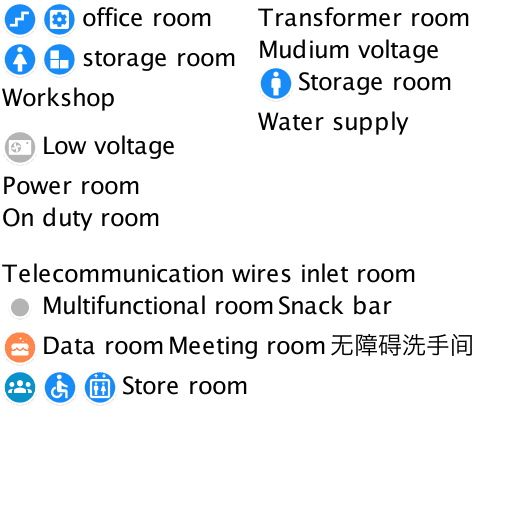 office room
storage room
Workshop
Low voltage
Power room
On duty room
Transformer room
Mudium voltage
Storage room
Water supply
Telecommunication wires inlet room
Multifunctional room Snack bar
Data room Meeting room 无障碍洗手间
Store room